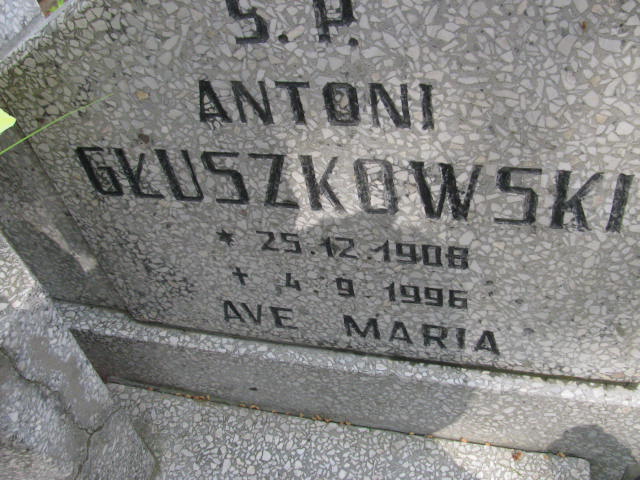 Ś.P.
ANTONI
GŁUSZKOWSKI
* 25.12.1908
+ 4.9.1996
AVE MARIA